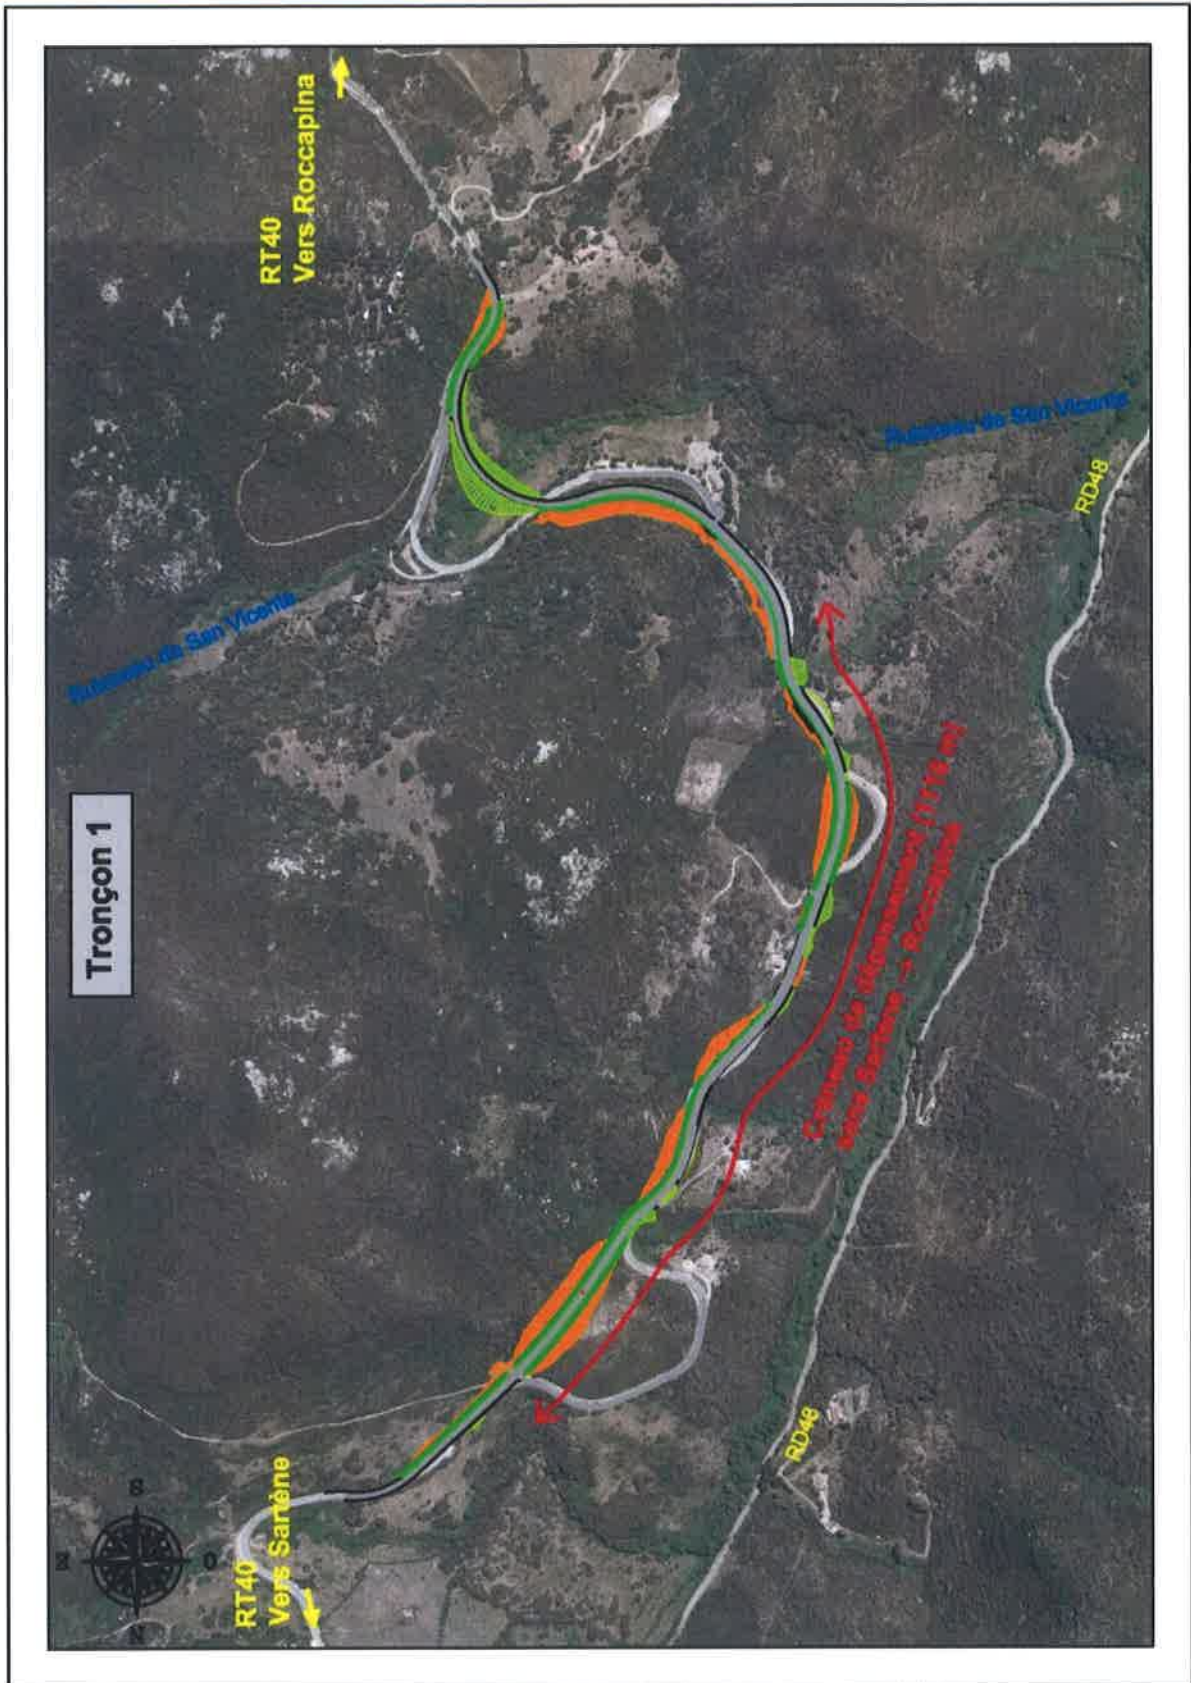 Tronçon 1
RT40
Vers Sartène
RT40
Vers Roccapina
Ruisseau de San Vicente
Ruisseau de San Vicente
RD48
RD48
Créneau de dépassement (1110 m)
sens Sartène → Roccapina
N
S
E
O